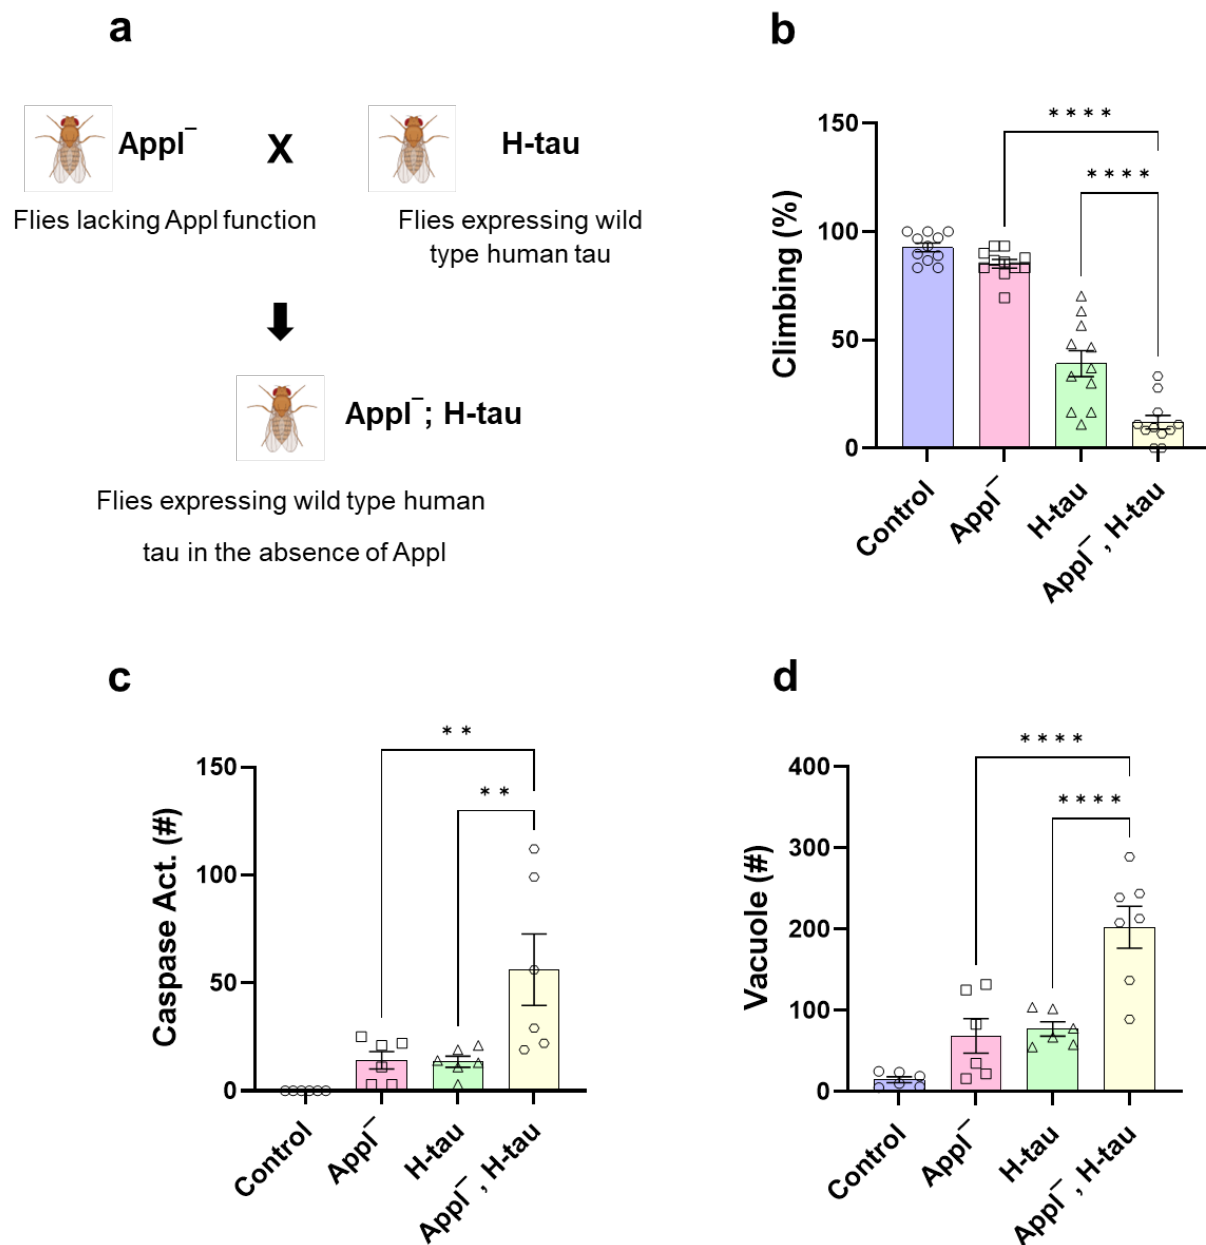 a
Appl⁻ X H-tau
Flies lacking Appl function
Flies expressing wild
type human tau
Appl⁻; H-tau
Flies expressing wild type human
tau in the absence of Appl
b
Climbing (%)
150
100
50
0
****
****
Control
Appl⁻
H-tau
Appl⁻, H-tau
c
Caspase Act. (#)
150
100
50
0
**
**
Control
Appl⁻
H-tau
Appl⁻, H-tau
d
Vacuole (#)
400
300
200
100
0
****
****
Control
Appl⁻
H-tau
Appl⁻, H-tau